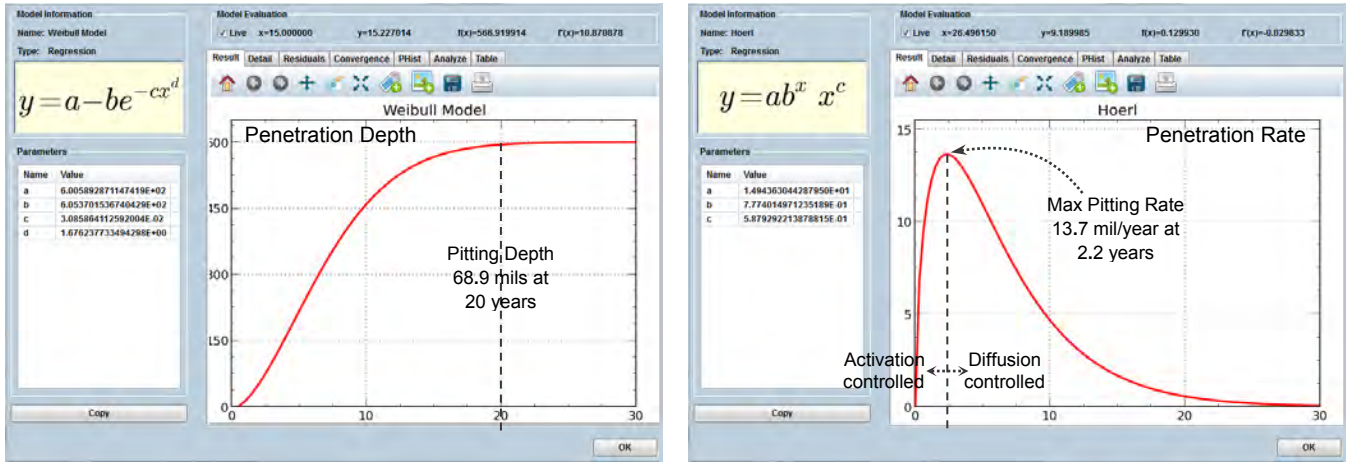 Model Information
Name: Weibull Model
Type: Regression
y = a − be^{−cx^d}
Parameters
Name Value
a 6.005892871147419E+02
b 6.053701536740429E+02
c 3.085864112592004E-02
d 1.676237733494298E+00
Copy
Model Evaluation
✓ Live x=15.000000 y=15.227014 f(x)=566.919914 f'(x)=10.870878
Result Detail Residuals Convergence PHist Analyze Table
Weibull Model
Penetration Depth
Pitting Depth
68.9 mils at
20 years
600
450
300
150
0
0 10 20 30
OK
Model Information
Name: Hoerl
Type: Regression
y = ab^x x^c
Parameters
Name Value
a 1.494363044287950E+01
b 7.774014971235189E-01
c 5.879292213878815E-01
Copy
Model Evaluation
✓ Live x=26.496150 y=9.189985 f(x)=0.129930 f'(x)=-0.029833
Result Detail Residuals Convergence PHist Analyze Table
Hoerl
Penetration Rate
Max Pitting Rate
13.7 mil/year at
2.2 years
Activation
controlled
Diffusion
controlled
15
10
5
0
0 10 20 30
OK